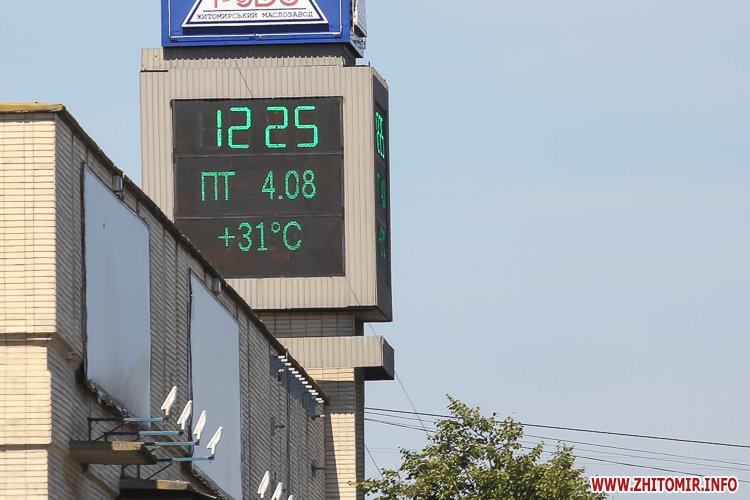 ЖИТОМИРСЬКИЙ МАСЛОЗАВОД
12 25
ПТ 4.08
+31°C
WWW.ZHITOMIR.INFO